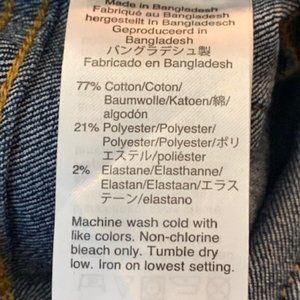 Made in Bangladesh
Fabriqué au Bangladesh
hergestellt in Bangladesch
Geproduceerd in
Bangladesh
バングラデシュ製
Fabricado en Bangladesh
77% Cotton/Coton/
Baumwolle/Katoen/綿/
algodón
21% Polyester/Polyester/
Polyester/Polyester/ポリ
エステル/poliéster
2% Elastane/Élasthanne/
Elastan/Elastaan/エラス
テーン/elastano
Machine wash cold with
like colors. Non-chlorine
bleach only. Tumble dry
low. Iron on lowest setting.